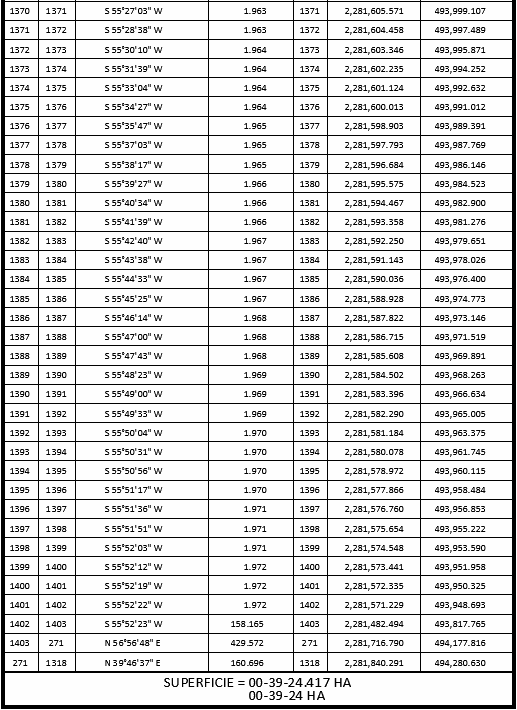 1370 1371 S 55°27'03" W 1.963 1371 2,281,605.571 493,999.107
1371 1372 S 55°28'38" W 1.963 1372 2,281,604.458 493,997.489
1372 1373 S 55°30'10" W 1.964 1373 2,281,603.346 493,995.871
1373 1374 S 55°31'39" W 1.964 1374 2,281,602.235 493,994.252
1374 1375 S 55°33'04" W 1.964 1375 2,281,601.124 493,992.632
1375 1376 S 55°34'27" W 1.964 1376 2,281,600.013 493,991.012
1376 1377 S 55°35'47" W 1.965 1377 2,281,598.903 493,989.391
1377 1378 S 55°37'03" W 1.965 1378 2,281,597.793 493,987.769
1378 1379 S 55°38'17" W 1.965 1379 2,281,596.684 493,986.146
1379 1380 S 55°39'27" W 1.966 1380 2,281,595.575 493,984.523
1380 1381 S 55°40'34" W 1.966 1381 2,281,594.467 493,982.900
1381 1382 S 55°41'39" W 1.966 1382 2,281,593.358 493,981.276
1382 1383 S 55°42'40" W 1.967 1383 2,281,592.250 493,979.651
1383 1384 S 55°43'38" W 1.967 1384 2,281,591.143 493,978.026
1384 1385 S 55°44'33" W 1.967 1385 2,281,590.036 493,976.400
1385 1386 S 55°45'25" W 1.967 1386 2,281,588.928 493,974.773
1386 1387 S 55°46'14" W 1.968 1387 2,281,587.822 493,973.146
1387 1388 S 55°47'00" W 1.968 1388 2,281,586.715 493,971.519
1388 1389 S 55°47'43" W 1.968 1389 2,281,585.608 493,969.891
1389 1390 S 55°48'23" W 1.969 1390 2,281,584.502 493,968.263
1390 1391 S 55°49'00" W 1.969 1391 2,281,583.396 493,966.634
1391 1392 S 55°49'33" W 1.969 1392 2,281,582.290 493,965.005
1392 1393 S 55°50'04" W 1.970 1393 2,281,581.184 493,963.375
1393 1394 S 55°50'31" W 1.970 1394 2,281,580.078 493,961.745
1394 1395 S 55°50'56" W 1.970 1395 2,281,578.972 493,960.115
1395 1396 S 55°51'17" W 1.970 1396 2,281,577.866 493,958.484
1396 1397 S 55°51'36" W 1.971 1397 2,281,576.760 493,956.853
1397 1398 S 55°51'51" W 1.971 1398 2,281,575.654 493,955.222
1398 1399 S 55°52'03" W 1.971 1399 2,281,574.548 493,953.590
1399 1400 S 55°52'12" W 1.972 1400 2,281,573.441 493,951.958
1400 1401 S 55°52'19" W 1.972 1401 2,281,572.335 493,950.325
1401 1402 S 55°52'22" W 1.972 1402 2,281,571.229 493,948.693
1402 1403 S 55°52'23" W 158.165 1403 2,281,482.494 493,817.765
1403 271 N 56°56'48" E 429.572 271 2,281,716.790 494,177.816
271 1318 N 39°46'37" E 160.696 1318 2,281,840.291 494,280.630
SUPERFICIE = 00-39-24.417 HA
00-39-24 HA